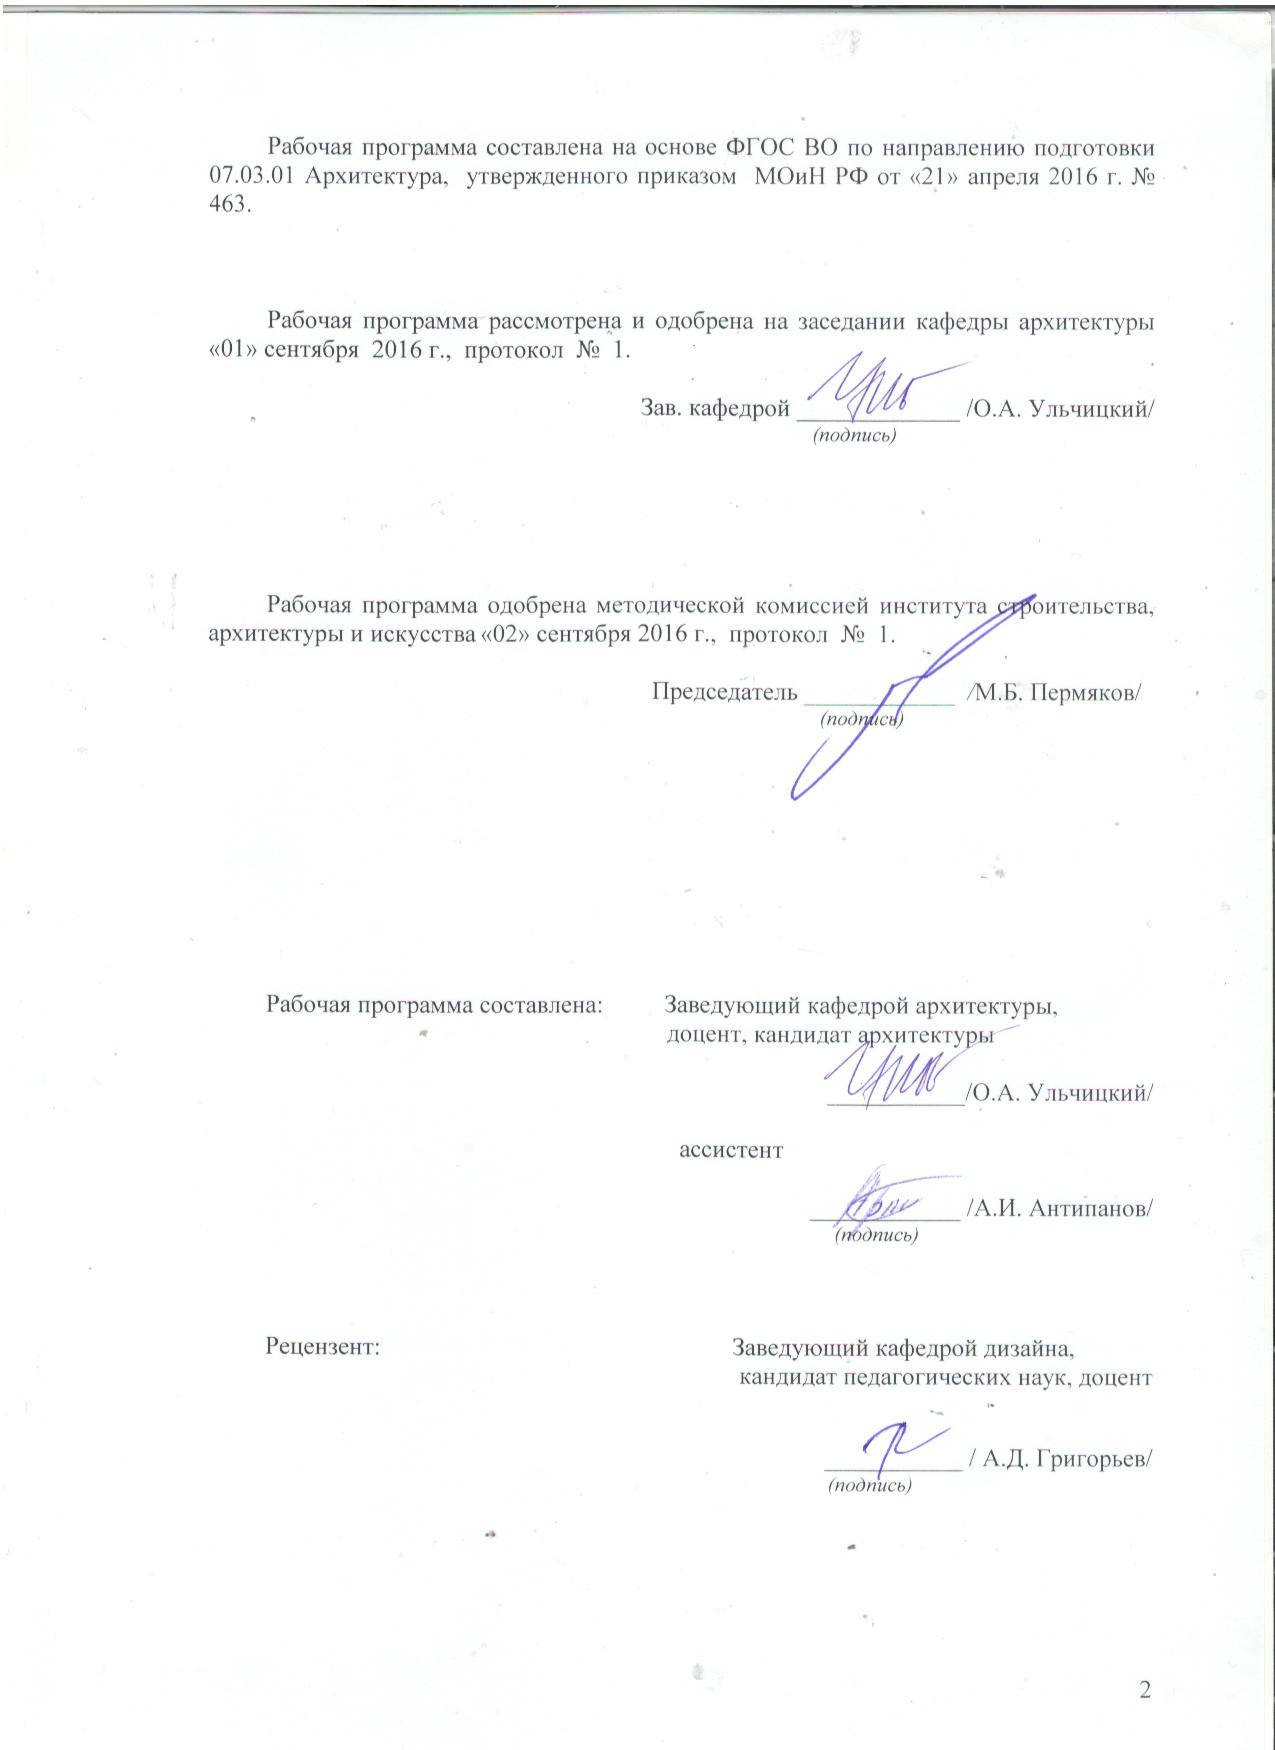 Рабочая программа составлена на основе ФГОС ВО по направлению подготовки
07.03.01 Архитектура, утвержденного приказом МОиН РФ от «21» апреля 2016 г. №
463.
Рабочая программа рассмотрена и одобрена на заседании кафедры архитектуры
«01» сентября 2016 г., протокол № 1.
Зав. кафедрой _____________ /О.А. Ульчицкий/
(подпись)
Рабочая программа одобрена методической комиссией института строительства,
архитектуры и искусства «02» сентября 2016 г., протокол № 1.
Председатель ____________ /М.Б. Пермяков/
(подпись)
Рабочая программа составлена: Заведующий кафедрой архитектуры,
доцент, кандидат архитектуры
___________/О.А. Ульчицкий/
ассистент
____________ /А.И. Антипанов/
(подпись)
Рецензент: Заведующий кафедрой дизайна,
кандидат педагогических наук, доцент
___________ / А.Д. Григорьев/
(подпись)
2